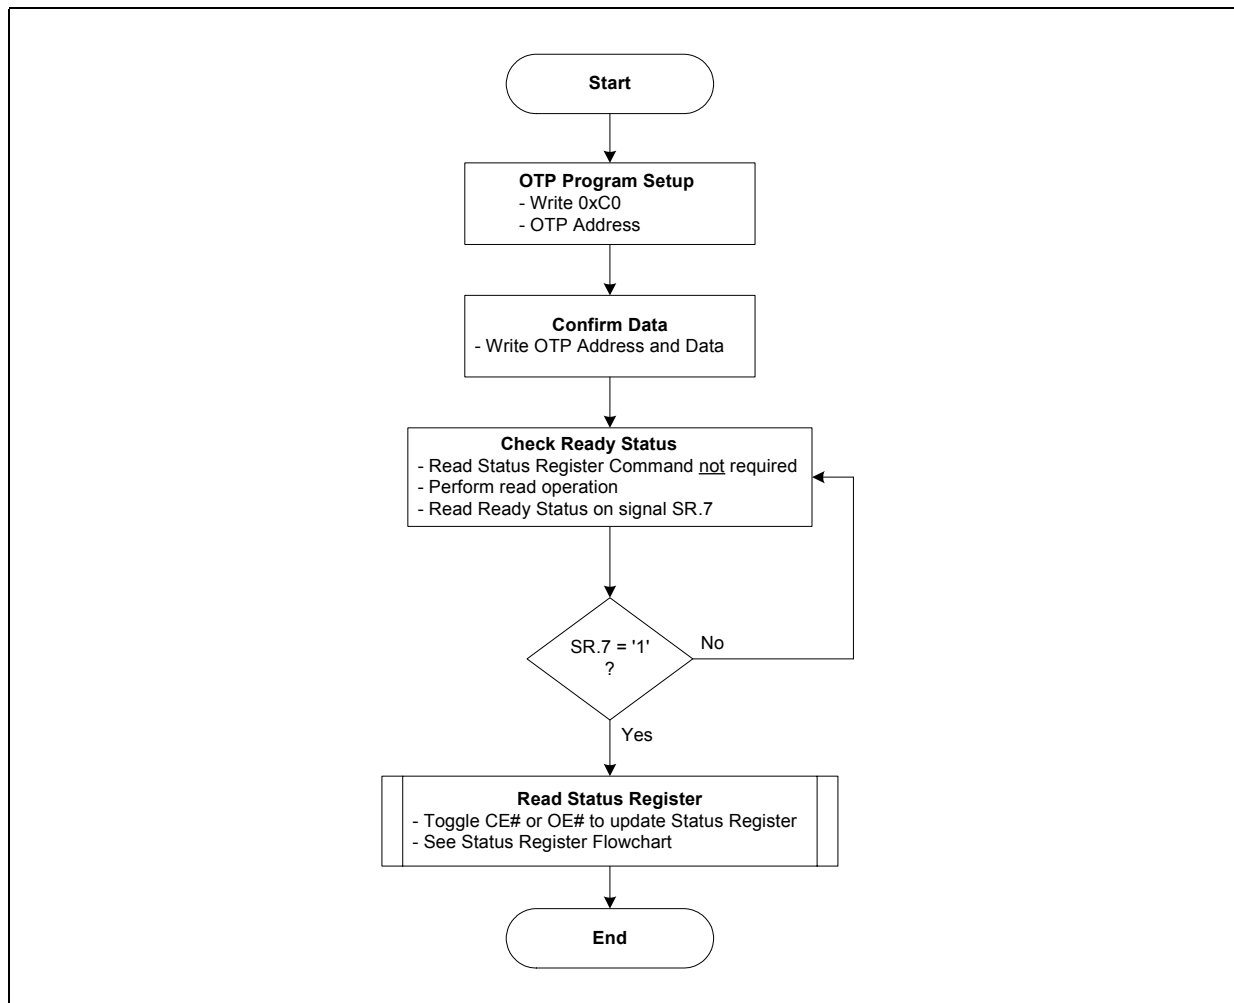 Start
OTP Program Setup
- Write 0xC0
- OTP Address
Confirm Data
- Write OTP Address and Data
Check Ready Status
- Read Status Register Command not required
- Perform read operation
- Read Ready Status on signal SR.7
SR.7 = '1'
?
No
Yes
Read Status Register
- Toggle CE# or OE# to update Status Register
- See Status Register Flowchart
End